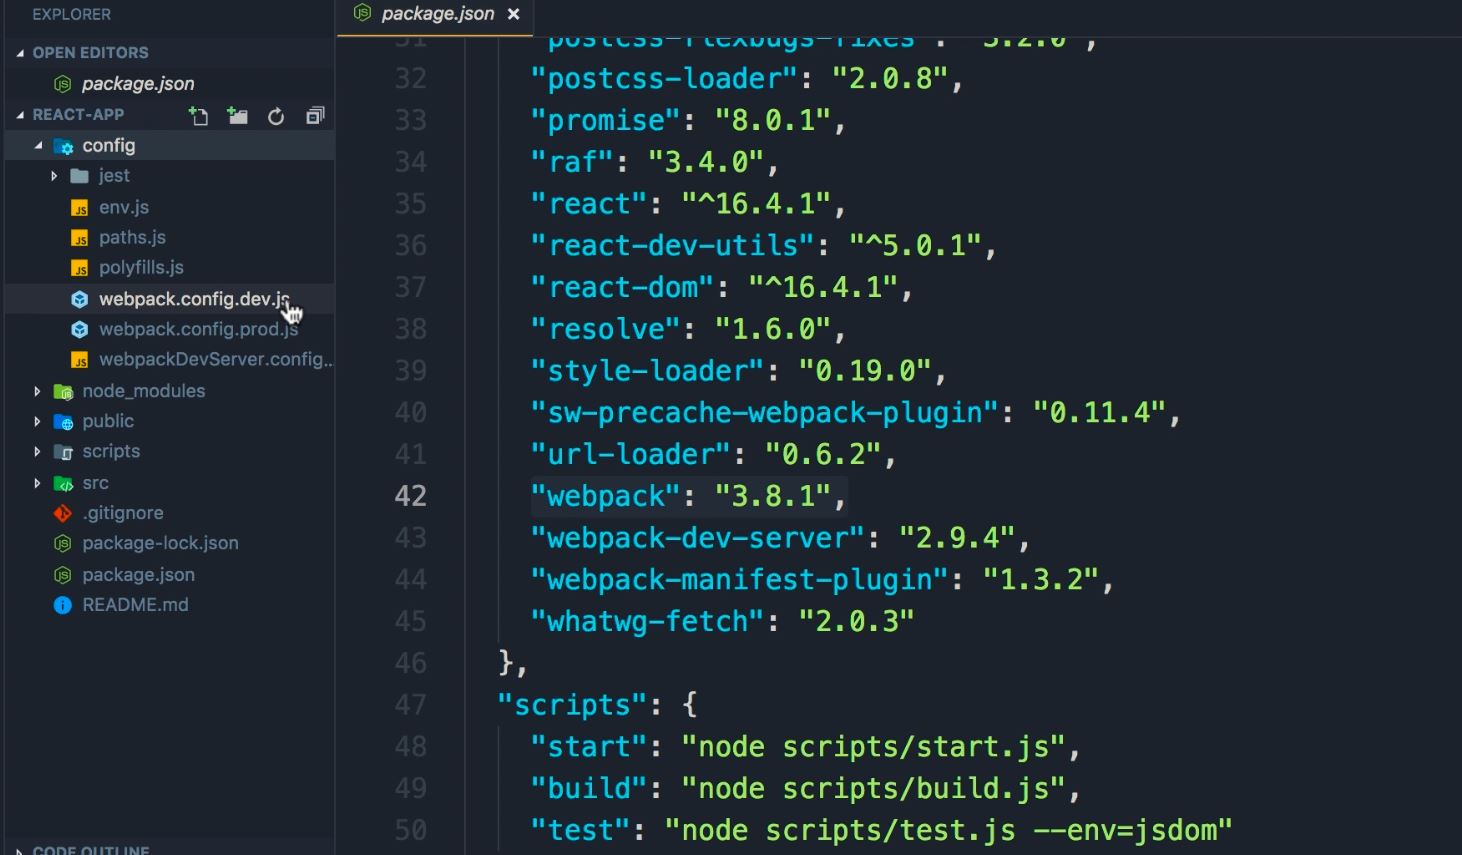 EXPLORER
OPEN EDITORS
package.json
REACT-APP
config
jest
env.js
paths.js
polyfills.js
webpack.config.dev.js
webpack.config.prod.js
webpackDevServer.config...
node_modules
public
scripts
src
.gitignore
package-lock.json
package.json
README.md
CODE OUTLINE
package.json ×
31 "postcss-flexbugs-fixes": "3.2.0",
32 "postcss-loader": "2.0.8",
33 "promise": "8.0.1",
34 "raf": "3.4.0",
35 "react": "^16.4.1",
36 "react-dev-utils": "^5.0.1",
37 "react-dom": "^16.4.1",
38 "resolve": "1.6.0",
39 "style-loader": "0.19.0",
40 "sw-precache-webpack-plugin": "0.11.4",
41 "url-loader": "0.6.2",
42 "webpack": "3.8.1",
43 "webpack-dev-server": "2.9.4",
44 "webpack-manifest-plugin": "1.3.2",
45 "whatwg-fetch": "2.0.3"
46 },
47 "scripts": {
48 "start": "node scripts/start.js",
49 "build": "node scripts/build.js",
50 "test": "node scripts/test.js --env=jsdom"